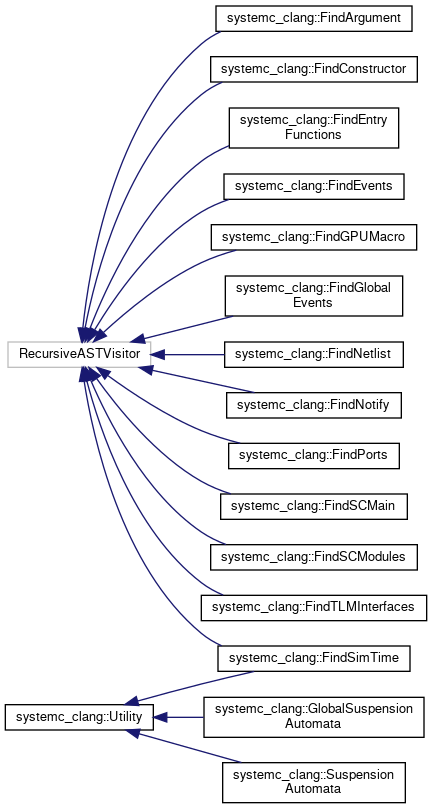 systemc_clang::FindArgument
systemc_clang::FindConstructor
systemc_clang::FindEntry
Functions
systemc_clang::FindEvents
systemc_clang::FindGPUMacro
systemc_clang::FindGlobal
Events
RecursiveASTVisitor
systemc_clang::FindNetlist
systemc_clang::FindNotify
systemc_clang::FindPorts
systemc_clang::FindSCMain
systemc_clang::FindSCModules
systemc_clang::FindTLMInterfaces
systemc_clang::FindSimTime
systemc_clang::Utility
systemc_clang::GlobalSuspension
Automata
systemc_clang::Suspension
Automata